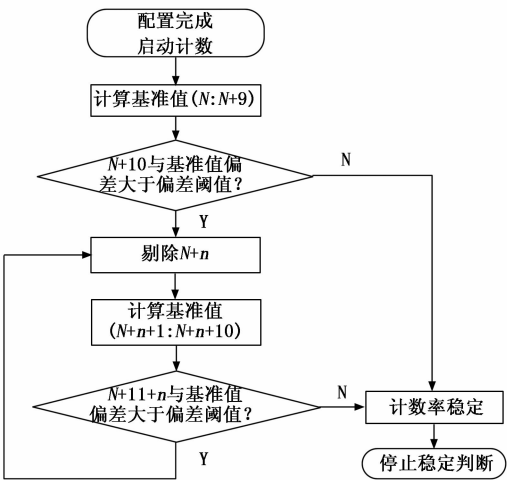 配置完成
启动计数
计算基准值(N:N+9)
N+10与基准值偏
差大于偏差阈值?
N
Y
剔除N+n
计算基准值
(N+n+1:N+n+10)
N+11+n与基准值
偏差大于偏差阈值?
N
计数率稳定
Y
停止稳定判断